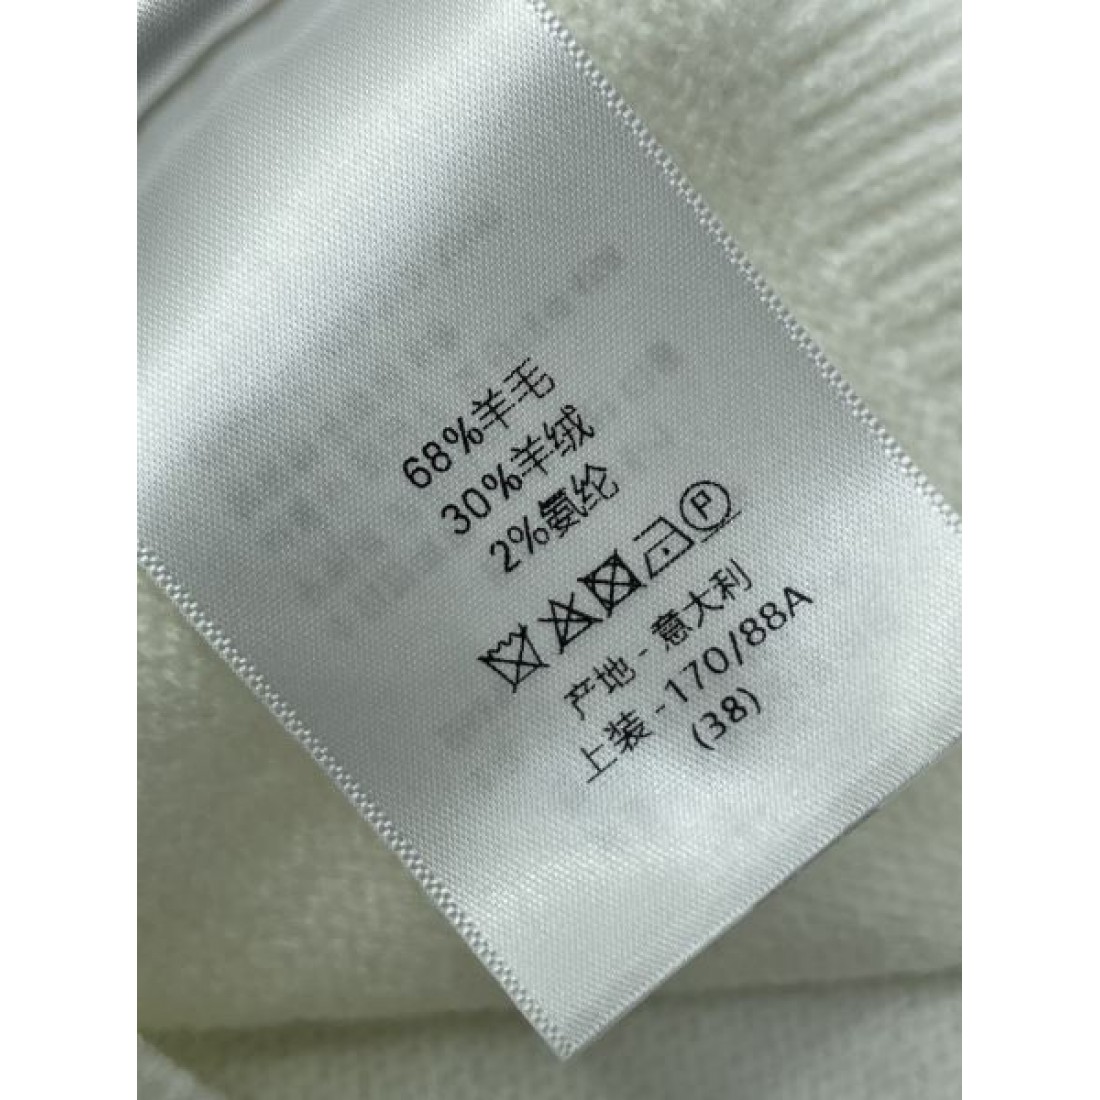 68%羊毛
30%羊绒
2%氨纶
P
产地 - 意大利
上装 -170/88A
(38)